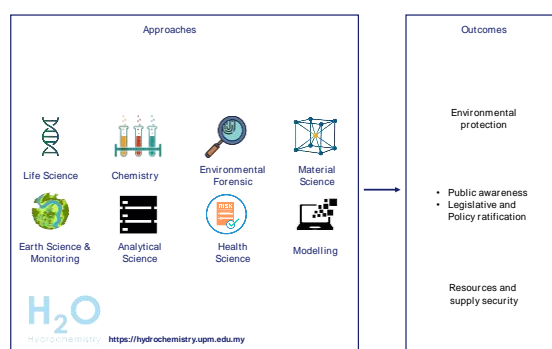 Approaches
Life Science
Chemistry
Environmental
Forensic
Material
Science
RISK
Earth Science &
Monitoring
Analytical
Science
Health
Science
Modelling
H2O
Hydrochemistry
https://hydrochemistry.upm.edu.my
Outcomes
Environmental
protection
• Public awareness
• Legislative and
Policy ratification
Resources and
supply security